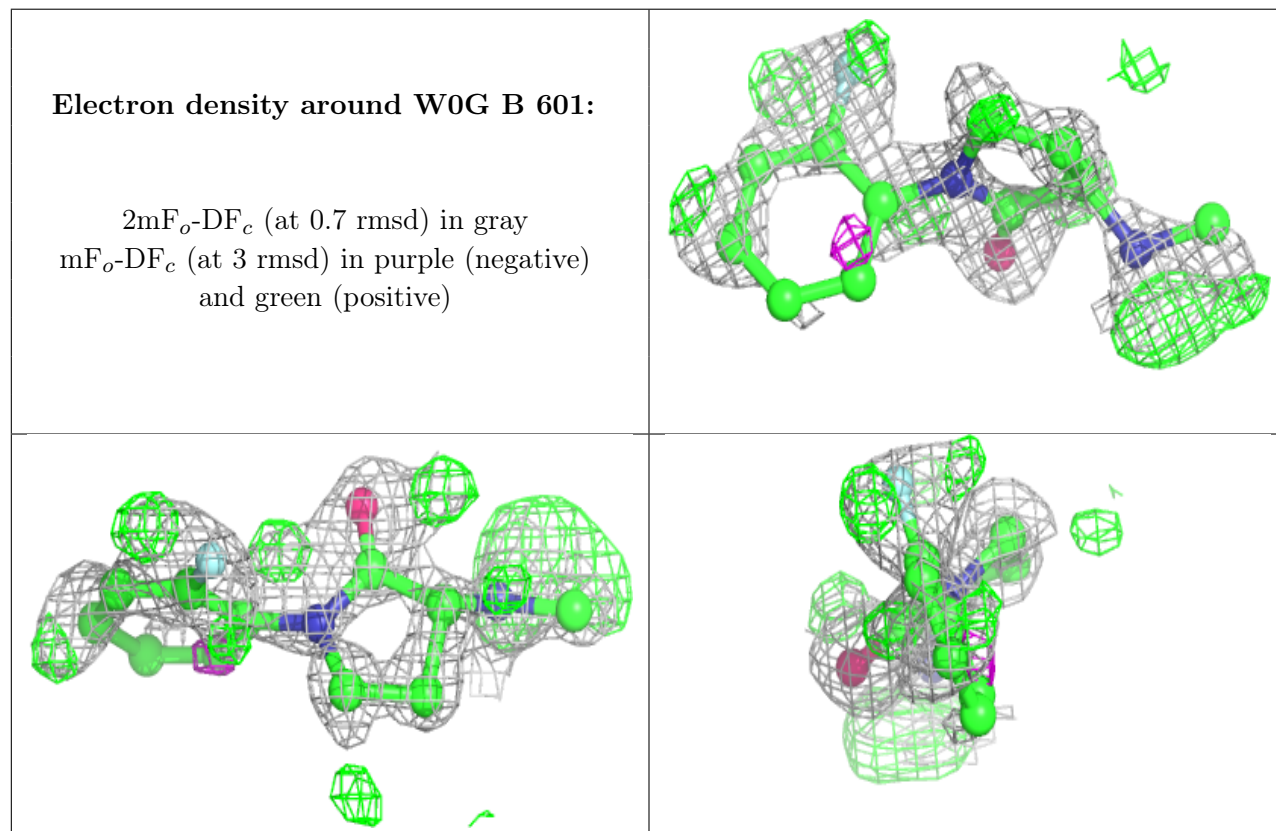 Electron density around W0G B 601:
2mFo-DFc (at 0.7 rmsd) in gray
mFo-DFc (at 3 rmsd) in purple (negative)
and green (positive)